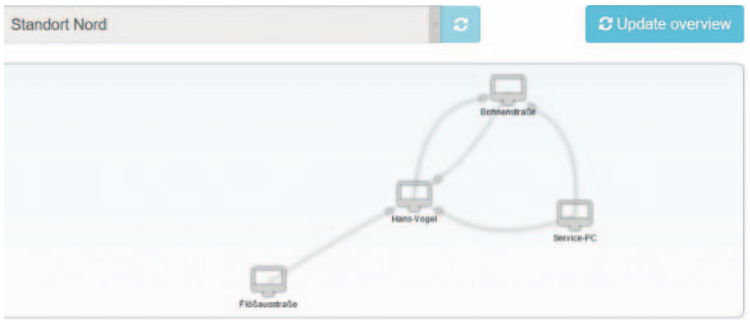 Standort Nord
Update overview
Bohnenstraße
Hans-Vogel
Service-PC
Flößaustraße